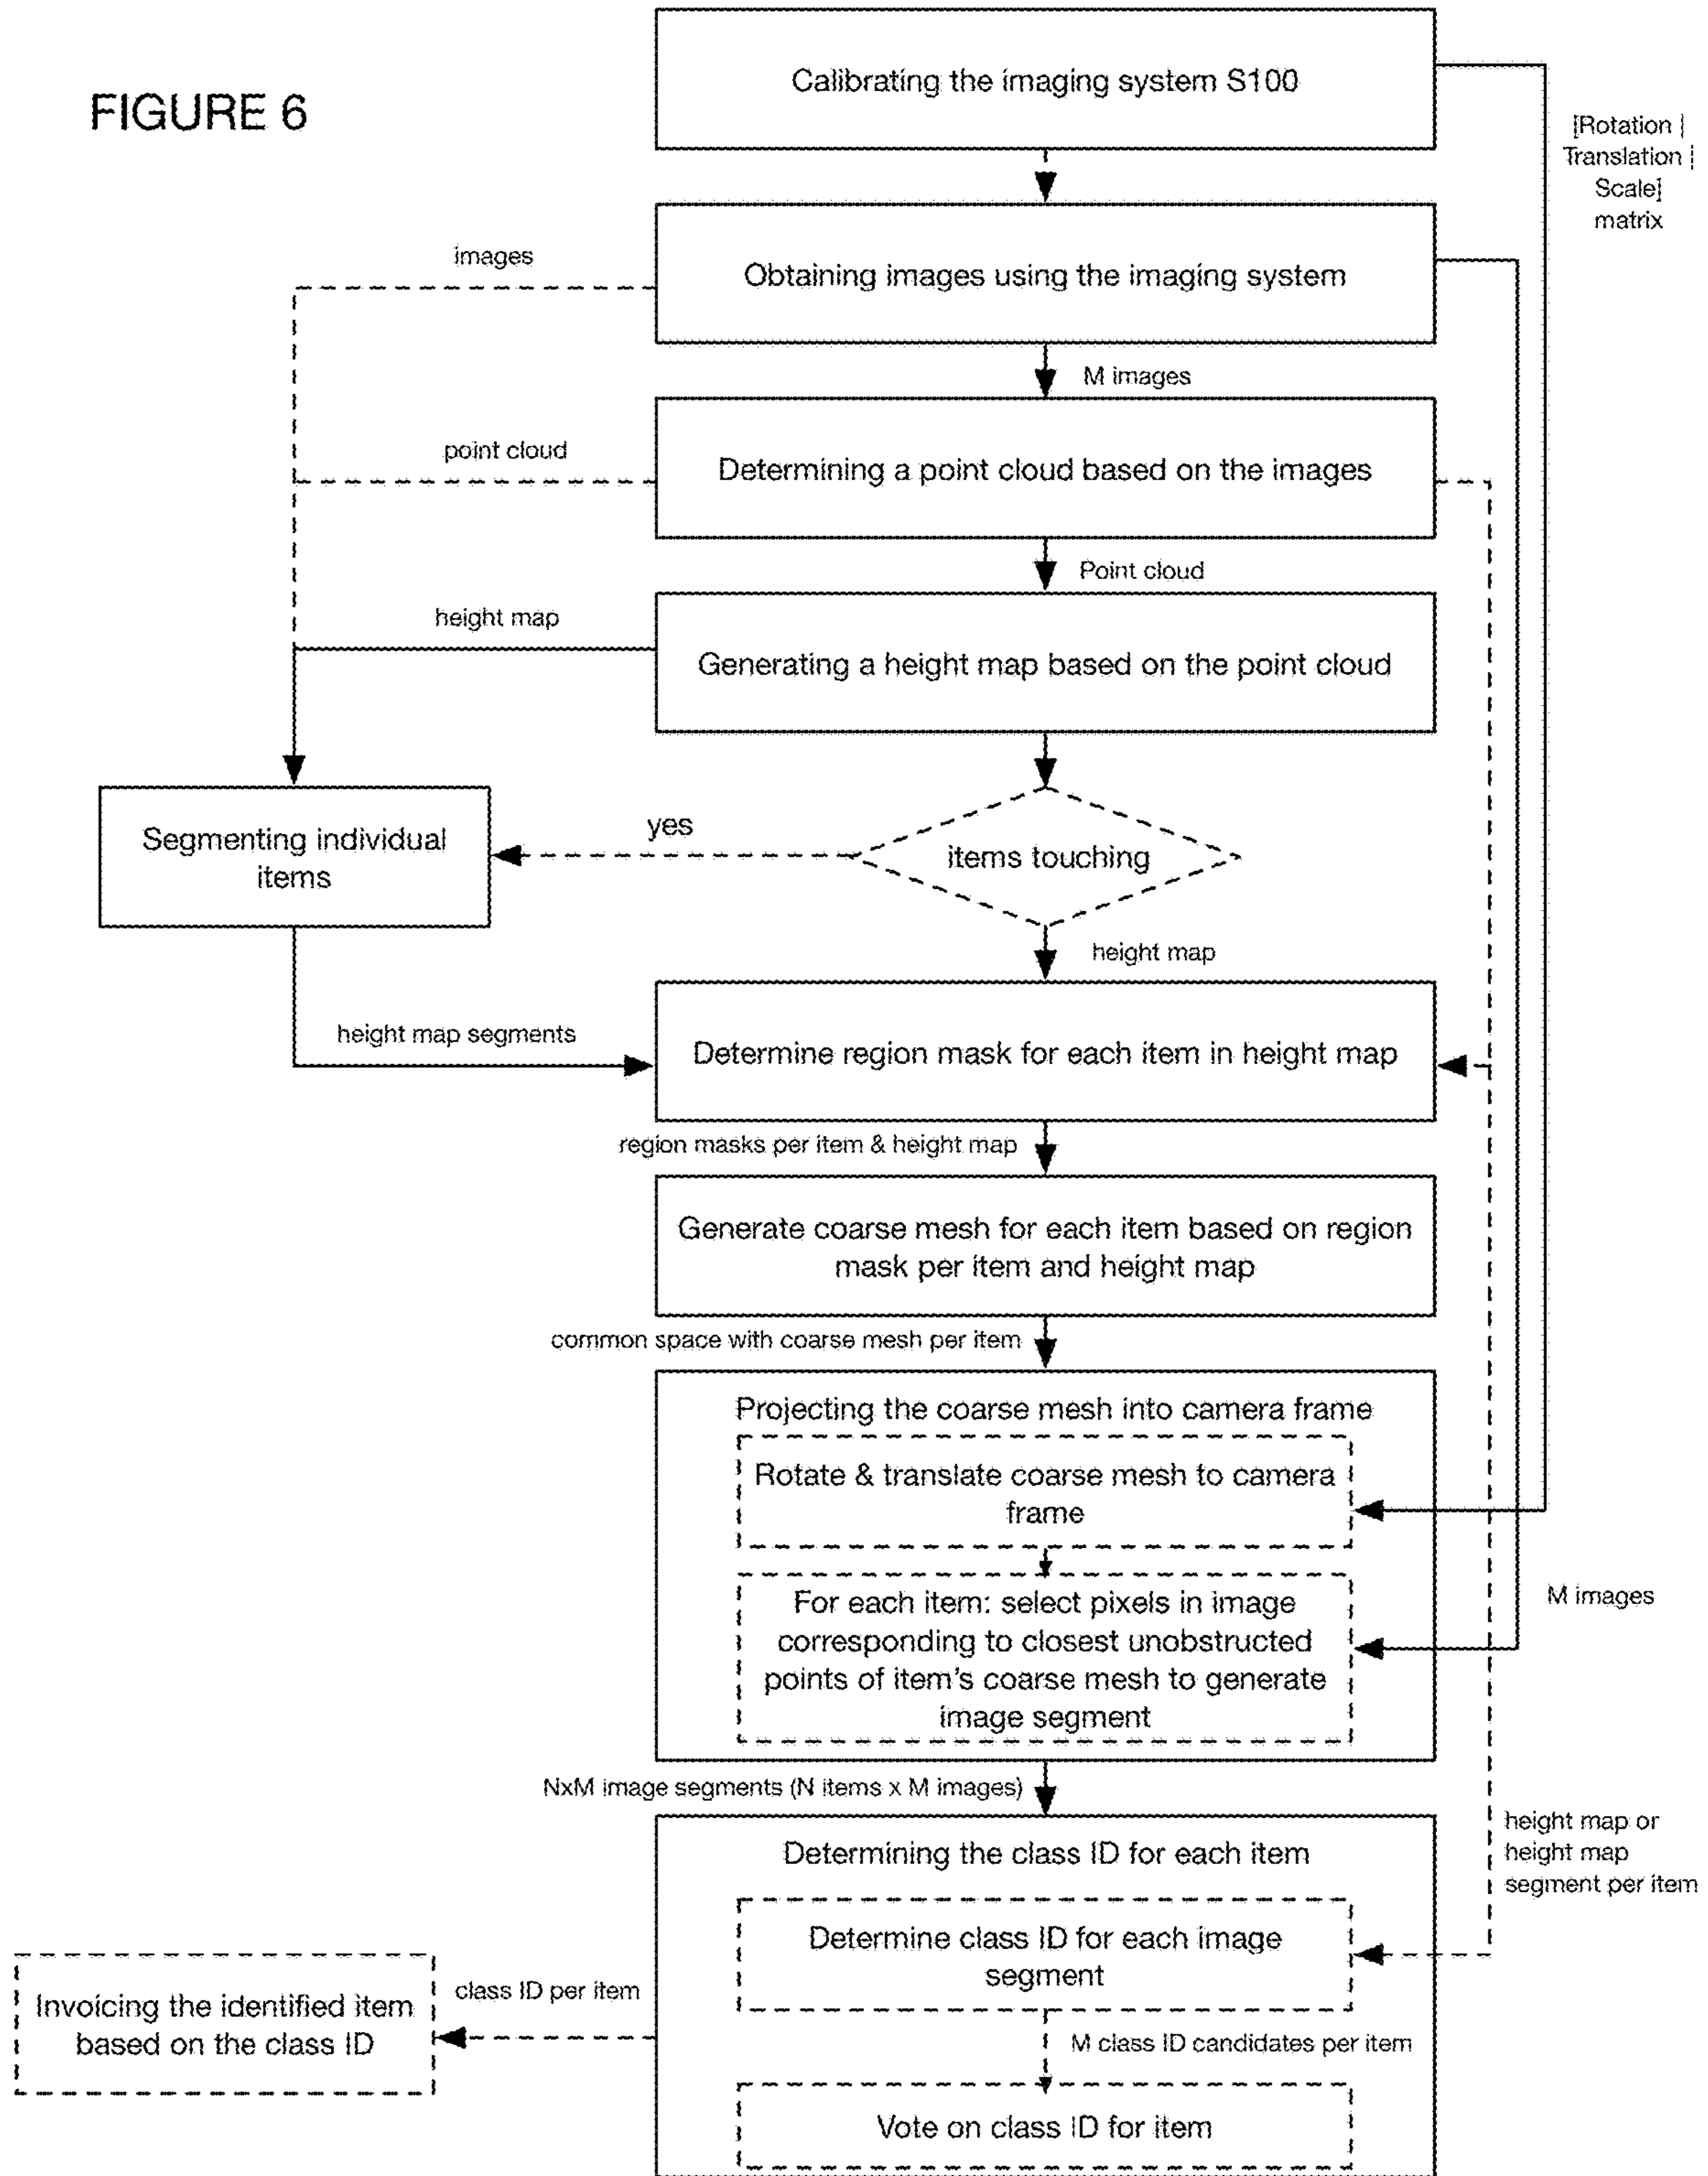 FIGURE 6
Calibrating the imaging system S100
[Rotation |
Translation |
Scale]
matrix
images
Obtaining images using the imaging system
M images
point cloud
Determining a point cloud based on the images
Point cloud
height map
Generating a height map based on the point cloud
Segmenting individual
items
yes
items touching
height map
height map segments
Determine region mask for each item in height map
region masks per item & height map
Generate coarse mesh for each item based on region
mask per item and height map
common space with coarse mesh per item
Projecting the coarse mesh into camera frame
Rotate & translate coarse mesh to camera
frame
For each item: select pixels in image
corresponding to closest unobstructed
points of item's coarse mesh to generate
image segment
M images
NxM image segments (N items x M images)
Determining the class ID for each item
height map or
height map
segment per item
Determine class ID for each image
segment
class ID per item
Invoicing the identified item
based on the class ID
M class ID candidates per item
Vote on class ID for item